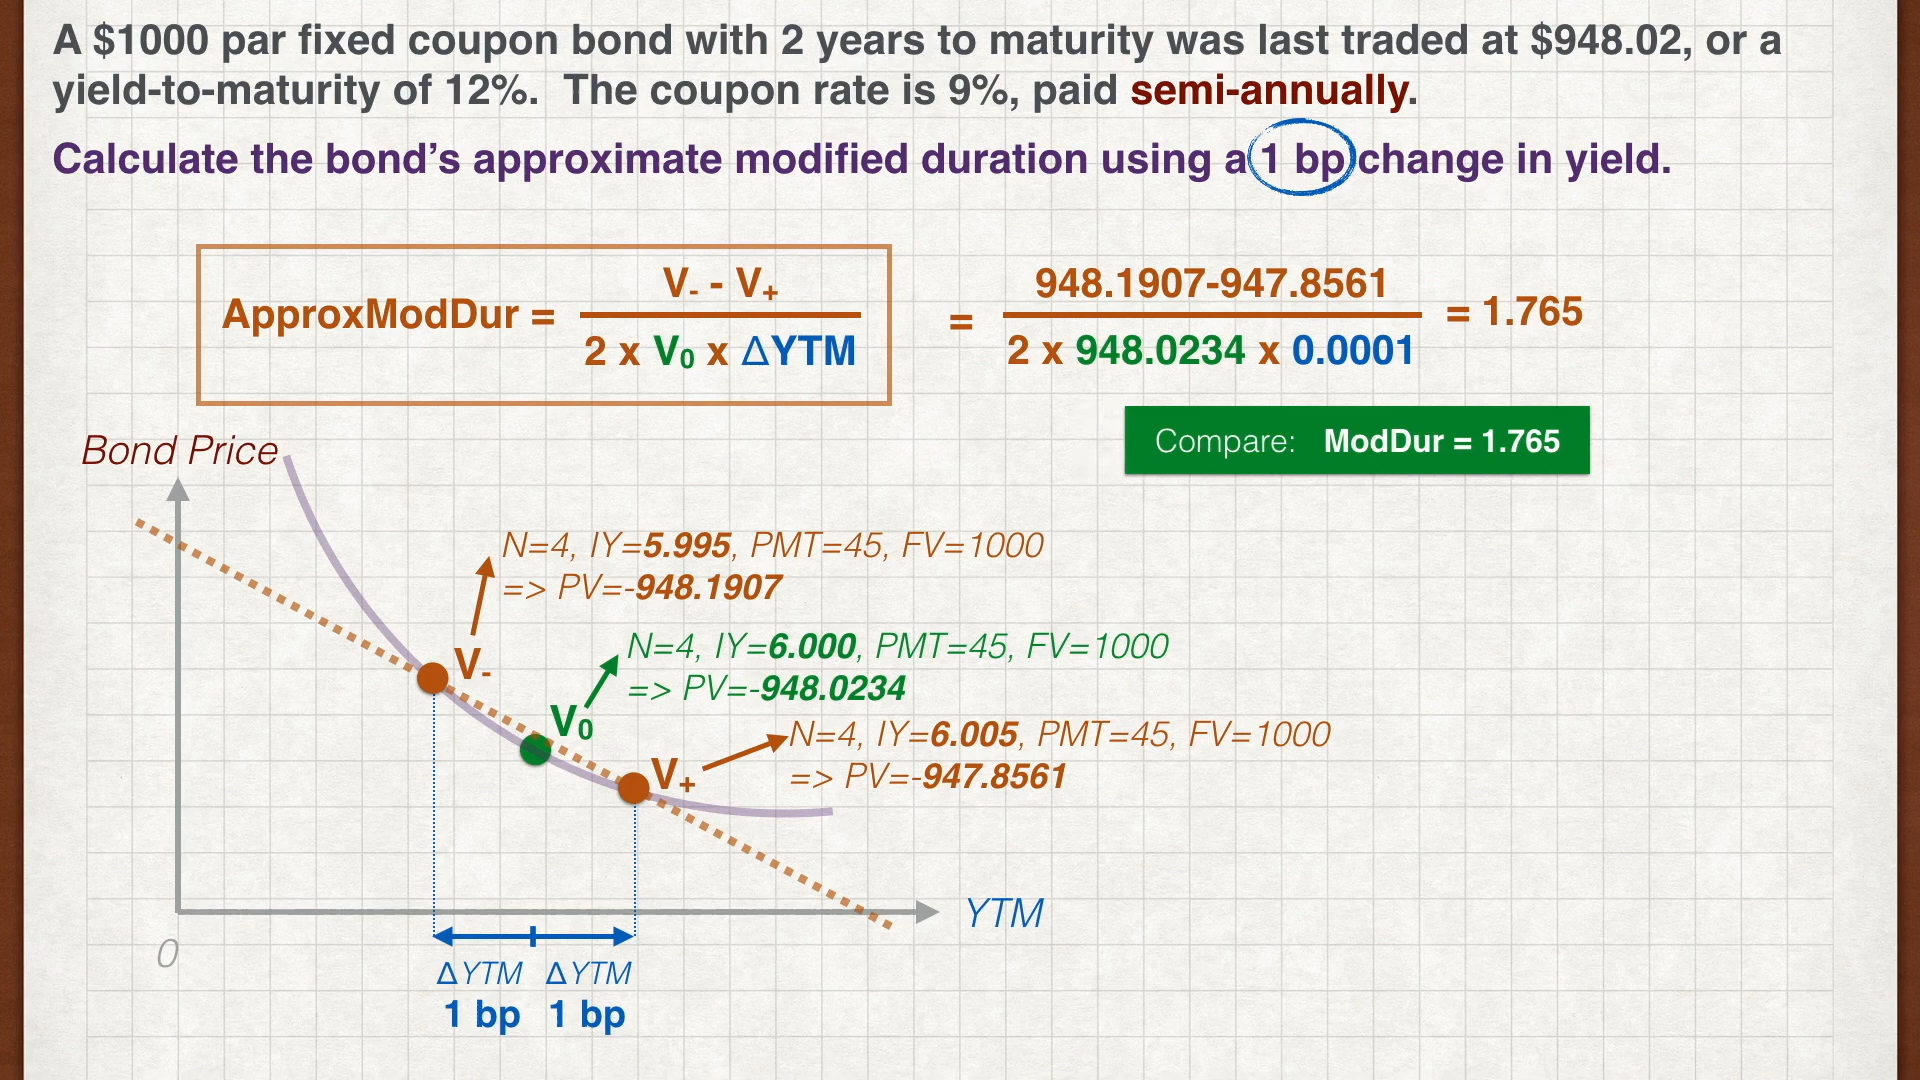 A $1000 par fixed coupon bond with 2 years to maturity was last traded at $948.02, or a
yield-to-maturity of 12%.  The coupon rate is 9%, paid semi-annually.
Calculate the bond’s approximate modified duration using a 1 bp change in yield.
V- - V+
ApproxModDur =
2 x V0 x ΔYTM
948.1907-947.8561
= = 1.765
2 x 948.0234 x 0.0001
Compare: ModDur = 1.765
Bond Price
N=4, IY=5.995, PMT=45, FV=1000
=> PV=-948.1907
V-
N=4, IY=6.000, PMT=45, FV=1000
=> PV=-948.0234
V0
N=4, IY=6.005, PMT=45, FV=1000
=> PV=-947.8561
V+
YTM
0
ΔYTM ΔYTM
1 bp 1 bp